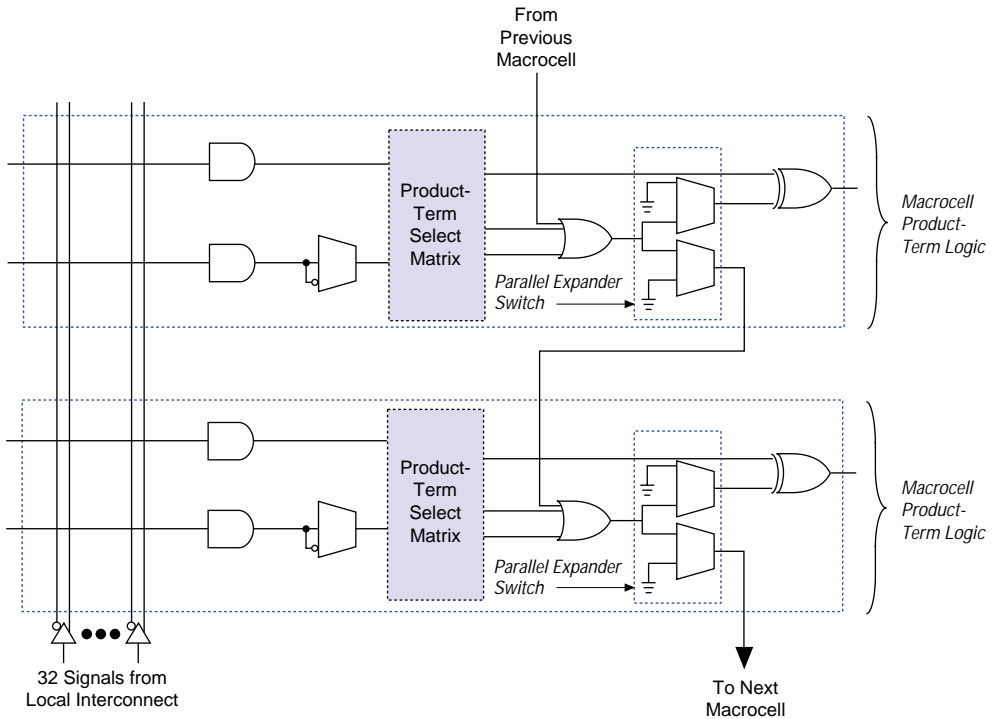 From
Previous
Macrocell
Product-
Term
Select
Matrix
Parallel Expander
Switch
Macrocell
Product-
Term Logic
Product-
Term
Select
Matrix
Parallel Expander
Switch
Macrocell
Product-
Term Logic
32 Signals from
Local Interconnect
To Next
Macrocell